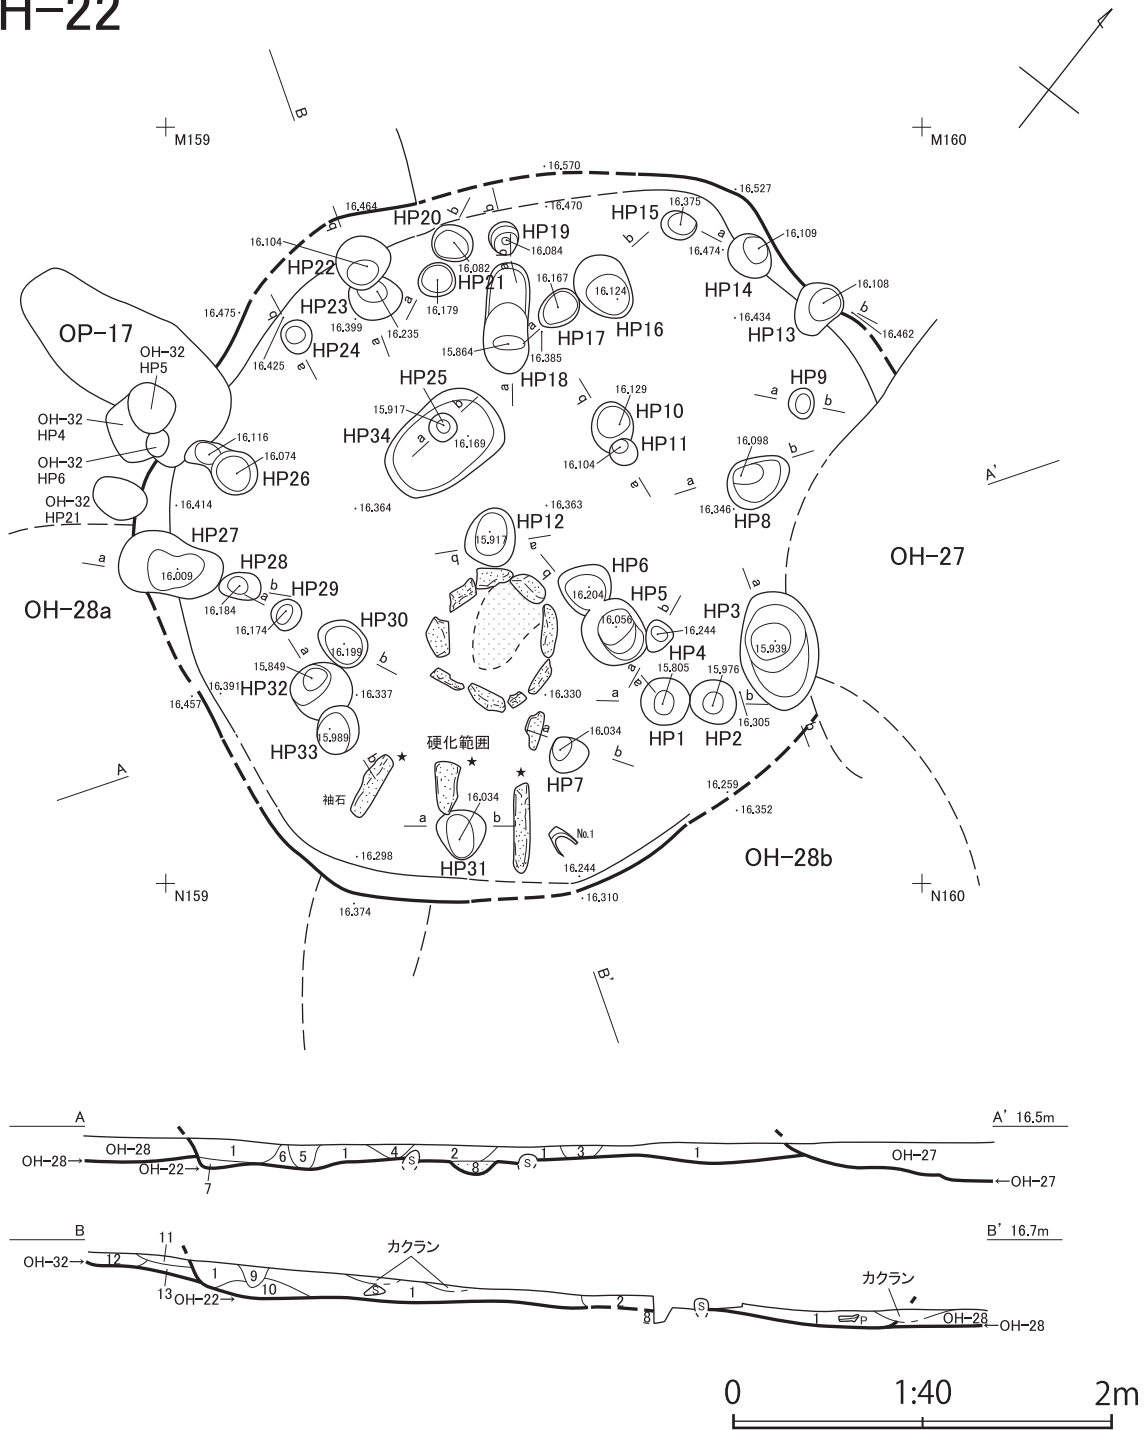 H-22
M159
M160
B
16.570
16.527
16.464
b
HP20
b
b
16.470
HP15
16.375
16.104
HP19
b
a
16.109
HP22
16.084
16.474
16.082
HP21
16.167
16.124
HP14
16.108
b
HP23
a
16.179
HP16
16.475
16.399
16.235
HP17
16.434
HP13
16.462
OP-17
b
HP24
a
15.864
16.385
16.425
a
HP18
OH-32
HP5
HP25
a
b
16.129
HP9
15.917
b
HP10
a
b
OH-32
HP4
HP34
a
16.169
HP11
16.098
b
16.116
16.104
OH-32
HP6
16.074
HP26
A'
a
a
OH-32
HP21
16.414
16.364
16.363
16.346
HP8
HP12
HP27
15.917
a
OH-27
a
b
b
HP6
a
16.009
HP28
b
HP29
16.204
HP5
HP3
OH-28a
16.184
a
16.056
b
16.244
16.174
HP30
HP4
15.939
a
16.199
15.849
b
a
15.805
15.976
16.391
HP32
16.337
16.330
a
a
b
16.457
16.305
HP1
HP2
15.989
硬化範囲
a
16.034
b
HP33
★
★
b
A
b
★
HP7
16.259
袖石
16.034
16.352
a
b
No.1
16.298
HP31
16.244
OH-28b
N159
16.374
16.310
N160
B'
A
A' 16.5m
OH-28
1
6
5
1
4
S
2
8
S
1
3
1
OH-27
OH-28→
OH-22→
7
←OH-27
B
11
カクラン
B' 16.7m
OH-32→
12
1
9
カクラン
13
OH-22→
10
S
1
2
8
S
1
P
OH-28
←OH-28
0
1:40
2m